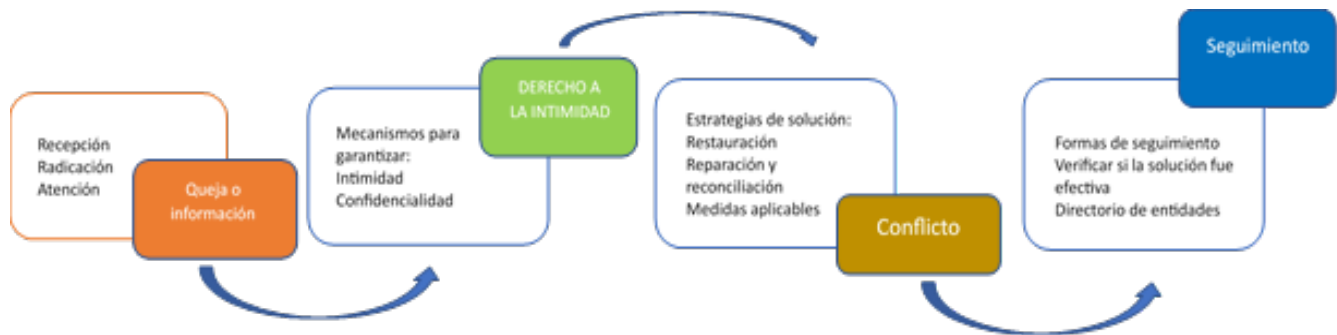 Recepción
Radicación
Atención
Queja o
información
Mecanismos para
garantizar:
Intimidad
Confidencialidad
DERECHO A
LA INTIMIDAD
Estrategias de solución:
Restauración
Reparación y
reconciliación
Medidas aplicables
Conflicto
Formas de seguimiento
Verificar si la solución fue
efectiva
Directorio de entidades
Seguimiento